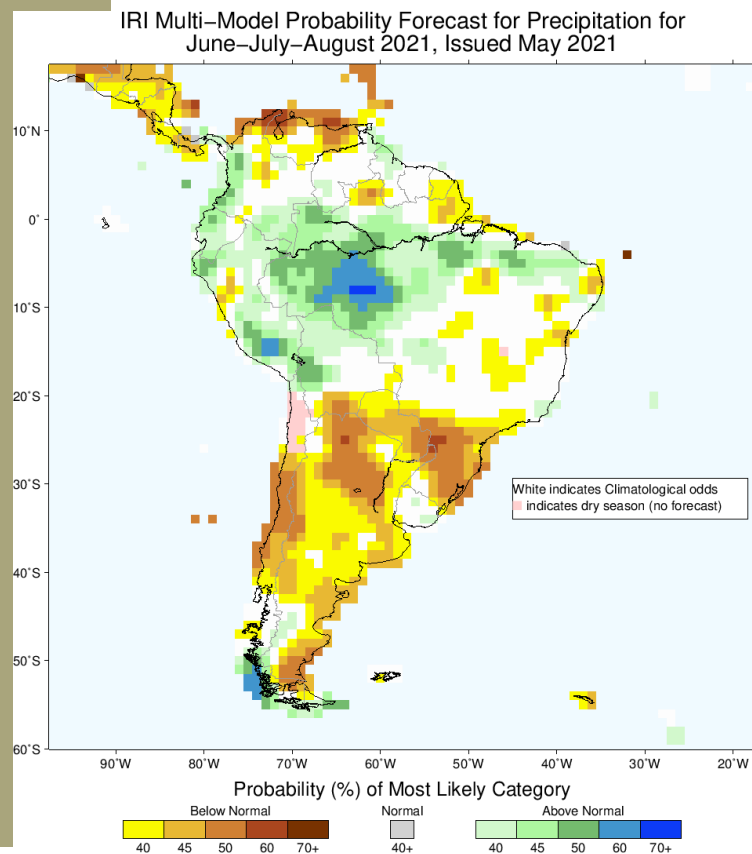 IRI Multi−Model Probability Forecast for Precipitation for
June−July−August 2021, Issued May 2021
10˚N
0˚
10˚S
20˚S
30˚S
40˚S
50˚S
60˚S
White indicates Climatological odds
indicates dry season (no forecast)
90˚W 80˚W 70˚W 60˚W 50˚W 40˚W 30˚W 20˚W
Probability (%) of Most Likely Category
Below Normal Normal Above Normal
40 45 50 60 70+ 40+ 40 45 50 60 70+